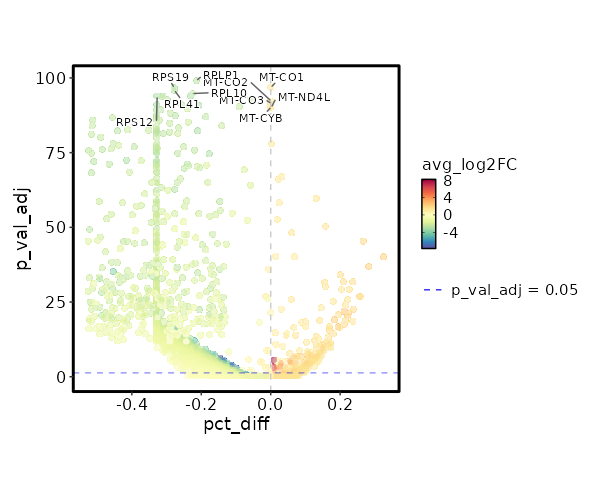 100
75
50
25
0
p_val_adj
RPS19
RPLP1
MT-CO2
MT-CO1
RPL10
RPL41
MT-CO3
MT-ND4L
RPS12
MT-CYB
-0.4
-0.2
0.0
0.2
pct_diff
avg_log2FC
8
4
0
-4
p_val_adj = 0.05